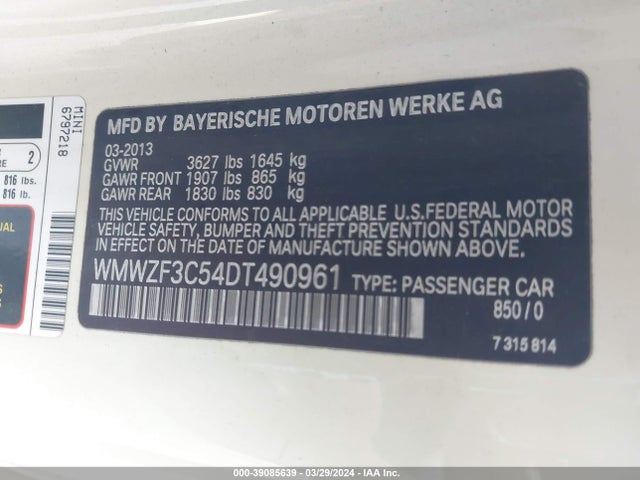 MINI
6797218
2
816 lbs.
816 lb.
MFD BY BAYERISCHE MOTOREN WERKE AG
03-2013
GVWR 3627 lbs 1645 kg
GAWR FRONT 1907 lbs 865 kg
GAWR REAR 1830 lbs 830 kg
THIS VEHICLE CONFORMS TO ALL APPLICABLE U.S.FEDERAL MOTOR
VEHICLE SAFETY, BUMPER AND THEFT PREVENTION STANDARDS
IN EFFECT ON THE DATE OF MANUFACTURE SHOWN ABOVE.
WMWZF3C54DT490961 TYPE: PASSENGER CAR
850/0
7 315 814
000-39085639 / 03/29/2024 - IAAI.COM